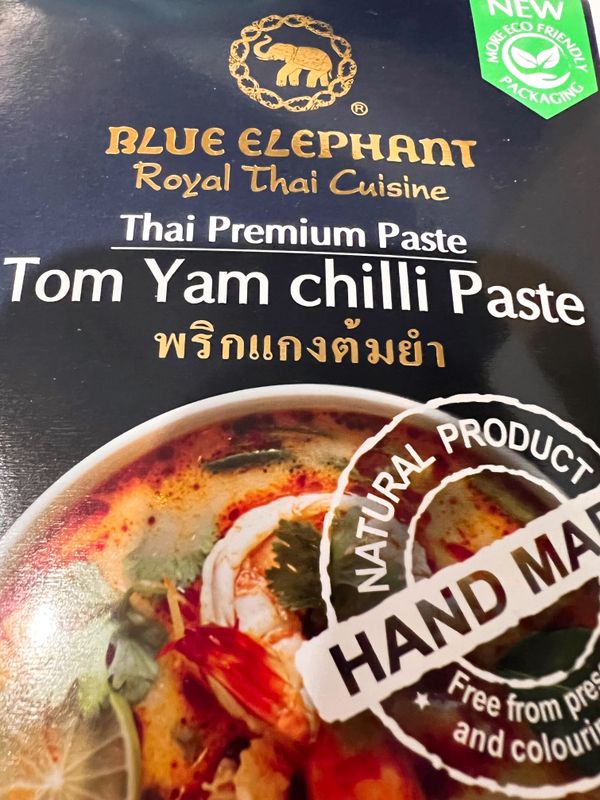 NEW
MORE ECO FRIENDLY
PACKAGING
®
BLUE ELEPHANT
Royal Thai Cuisine
Thai Premium Paste
Tom Yam chilli Paste
พริกแกงต้มยำ
NATURAL PRODUCT
HAND
Free from
and